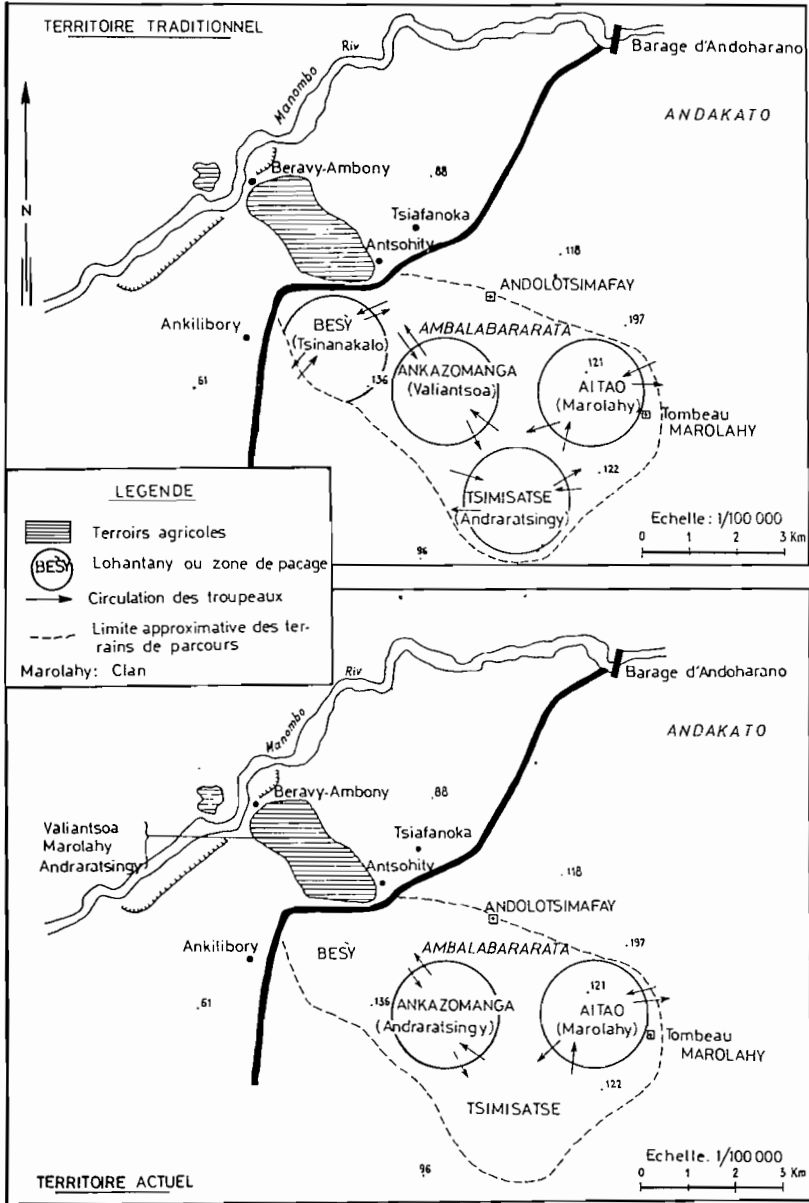 TERRITOIRE TRADITIONNEL
Riv
Manombo
Barage d'Andoharano
ANDAKATO
N
Beravy-Ambony
.88
Tsiafanoka
Antsohity
.118
ANDOLOTSIMAFAY
Ankilibory
BESỲ
(Tsinanakalo)
AMBALABARARATA
.197
.61
.136
ANKAZOMANGA
(Valiantsoa)
.121
AITAO
(Marolahy)
Tombeau
MAROLAHY
TSIMISATSE
(Andraratsingy)
.122
96
Echelle: 1/100 000
0 1 2 3 Km
LEGENDE
Terroirs agricoles
BESỲ
Lohantany ou zone de pacage
Circulation des troupeaux
Limite approximative des ter-
rains de parcours
Marolahy: Clan
Riv
Manombo
Barage d'Andoharano
ANDAKATO
Beravy-Ambony
.88
Valiantsoa
Marolahy
Andraratsingy
Tsiafanoka
Antsohity
.118
ANDOLOTSIMAFAY
Ankilibory
BESỲ
AMBALABARARATA
.197
.61
.136
ANKAZOMANGA
(Andraratsingy)
.121
AITAO
(Marolahy)
Tombeau
MAROLAHY
.122
TSIMISATSE
96
Echelle. 1/100 000
0 1 2 3 Km
TERRITOIRE ACTUEL